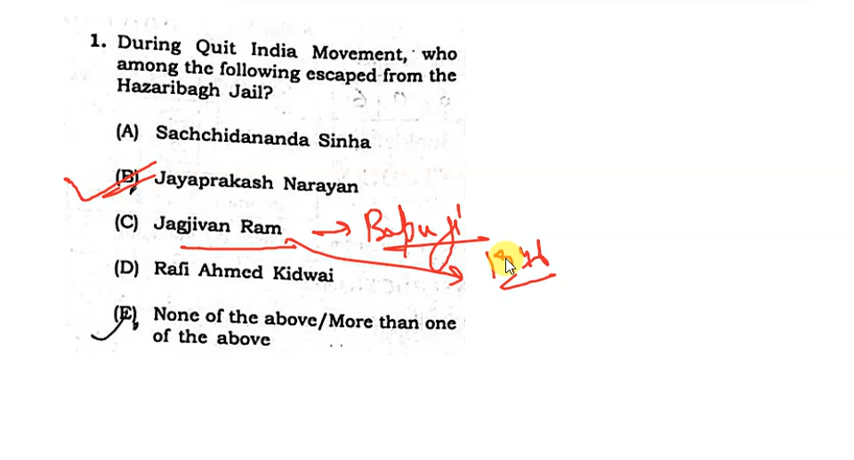 1. During Quit India Movement, who
among the following escaped from the
Hazaribagh Jail?
(A) Sachchidananda Sinha
(B) Jayaprakash Narayan
(C) Jagjivan Ram → Babuji
(D) Rafi Ahmed Kidwai
(E) None of the above/More than one
of the above